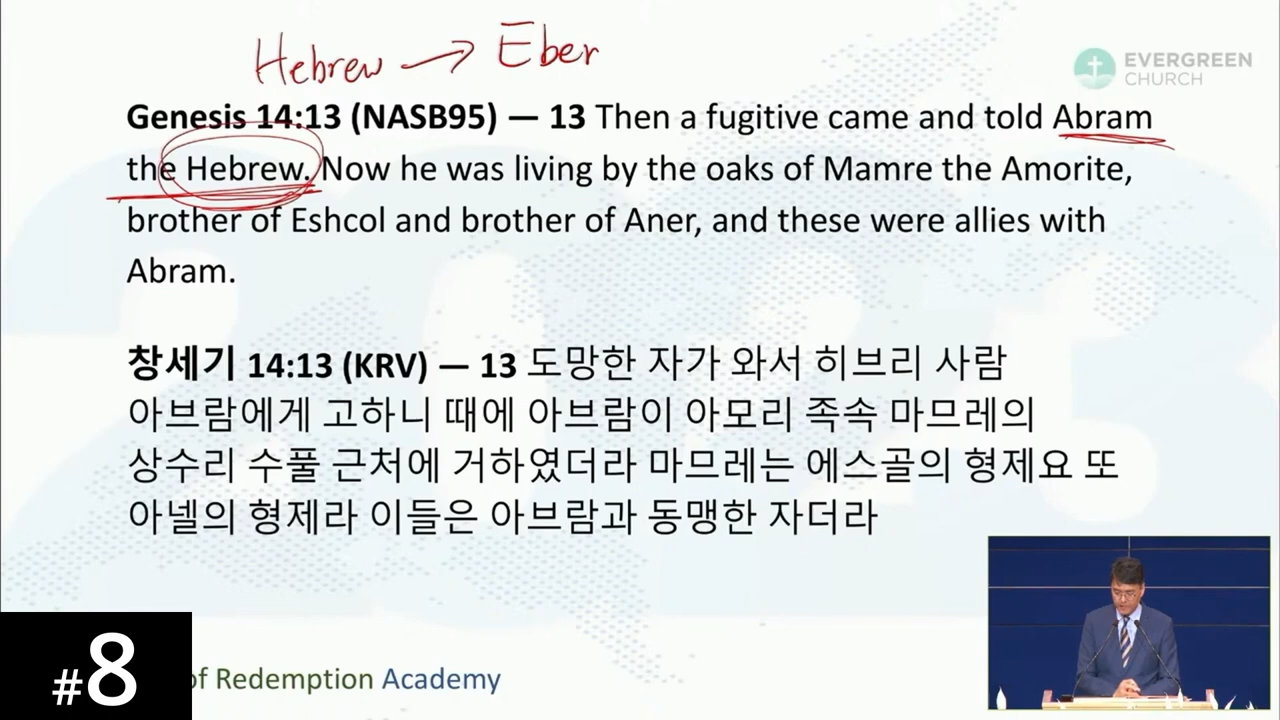 Hebrew → Eber
EVERGREEN
CHURCH
Genesis 14:13 (NASB95) — 13 Then a fugitive came and told Abram
the Hebrew. Now he was living by the oaks of Mamre the Amorite,
brother of Eshcol and brother of Aner, and these were allies with
Abram.
창세기 14:13 (KRV) — 13 도망한 자가 와서 히브리 사람
아브람에게 고하니 때에 아브람이 아모리 족속 마므레의
상수리 수풀 근처에 거하였더라 마므레는 에스골의 형제요 또
아넬의 형제라 이들은 아브람과 동맹한 자더라
#8
of Redemption Academy